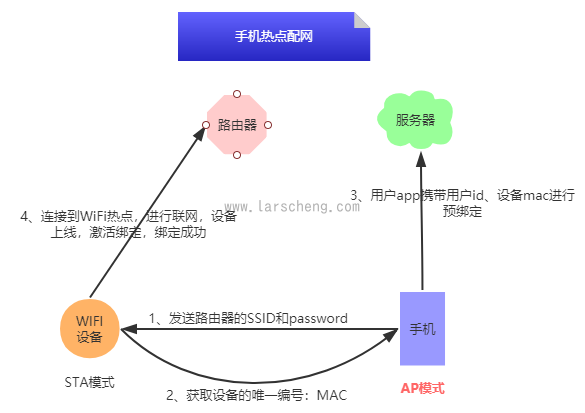 手机热点配网
路由器
服务器
www.larscheng.com
3、用户app携带用户id、设备mac进行
预绑定
4、连接到WiFi热点，进行联网，设备
上线，激活绑定，绑定成功
1、发送路由器的SSID和password
WIFI
设备
手机
STA模式
AP模式
2、获取设备的唯一编号：MAC